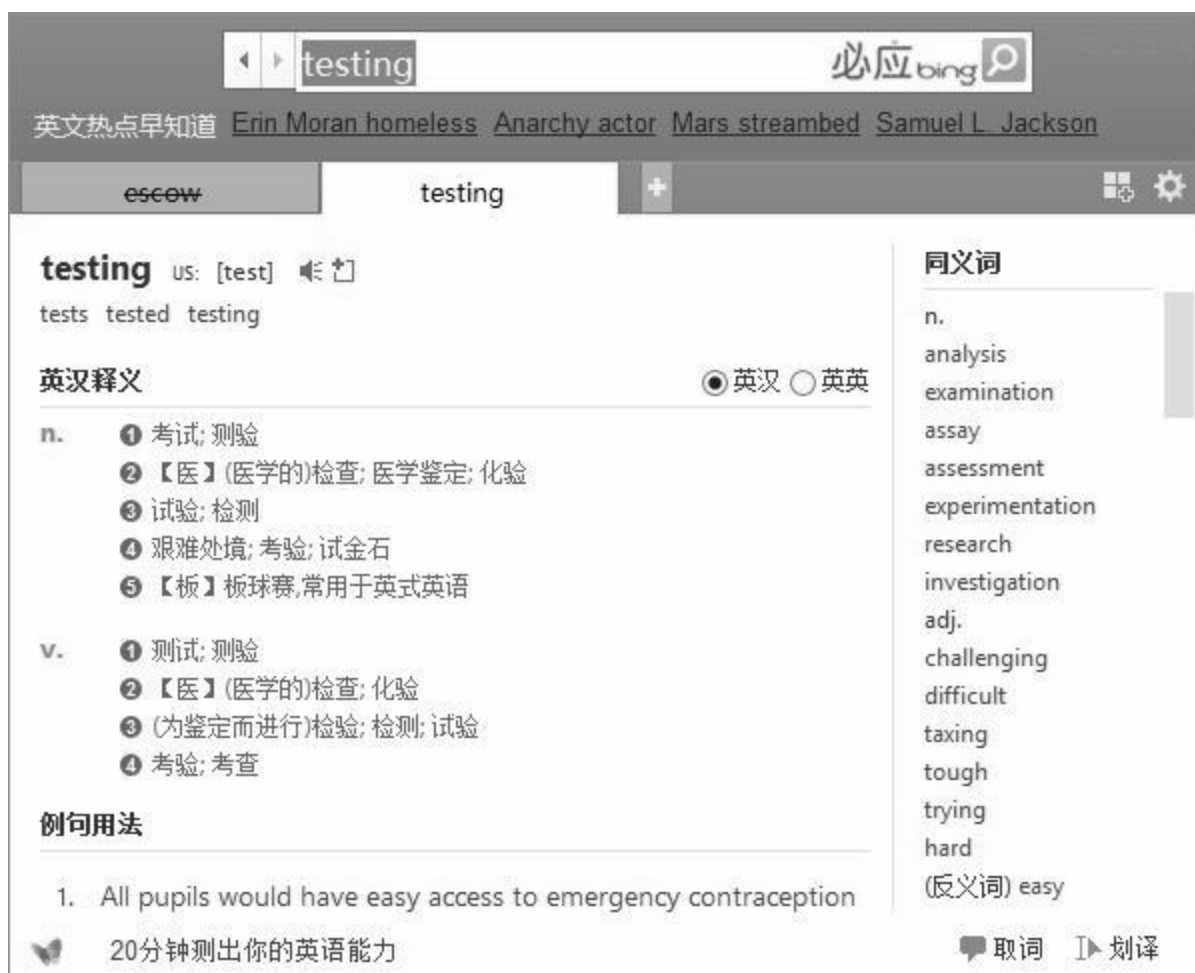 testing 必应bing
英文热点早知道 Erin Moran homeless Anarchy actor Mars streambed Samuel L. Jackson
escow testing
testing US: [test]
tests tested testing
英汉释义 英汉 英英
n. ❶ 考试; 测验
❷ 【医】(医学的)检查; 医学鉴定; 化验
❸ 试验; 检测
❹ 艰难处境; 考验; 试金石
❺ 【板】板球赛,常用于英式英语
v. ❶ 测试; 测验
❷ 【医】(医学的)检查; 化验
❸ (为鉴定而进行)检验; 检测; 试验
❹ 考验; 考查
例句用法
1. All pupils would have easy access to emergency contraception
同义词
n.
analysis
examination
assay
assessment
experimentation
research
investigation
adj.
challenging
difficult
taxing
tough
trying
hard
(反义词) easy
20分钟测出你的英语能力 取词 划译